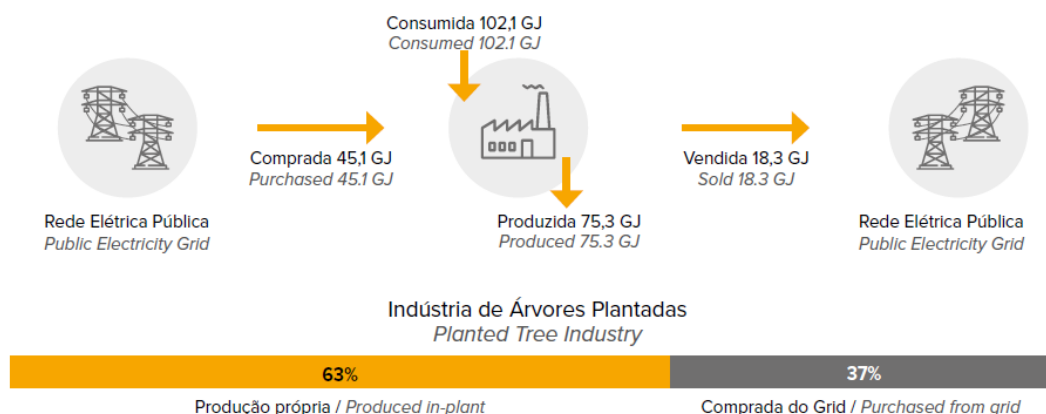 Consumida 102,1 GJ
Consumed 102.1 GJ
Comprada 45,1 GJ
Purchased 45.1 GJ
Vendida 18,3 GJ
Sold 18.3 GJ
Rede Elétrica Pública
Public Electricity Grid
Produzida 75,3 GJ
Produced 75.3 GJ
Rede Elétrica Pública
Public Electricity Grid
Indústria de Árvores Plantadas
Planted Tree Industry
63%
37%
Produção própria / Produced in-plant
Comprada do Grid / Purchased from grid